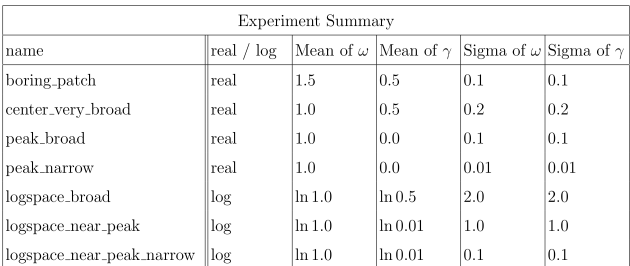 Experiment Summary
name real / log Mean of ω Mean of γ Sigma of ω Sigma of γ
boring_patch real 1.5 0.5 0.1 0.1
center_very_broad real 1.0 0.5 0.2 0.2
peak_broad real 1.0 0.0 0.1 0.1
peak_narrow real 1.0 0.0 0.01 0.01
logspace_broad log ln 1.0 ln 0.5 2.0 2.0
logspace_near_peak log ln 1.0 ln 0.01 1.0 1.0
logspace_near_peak_narrow log ln 1.0 ln 0.01 0.1 0.1